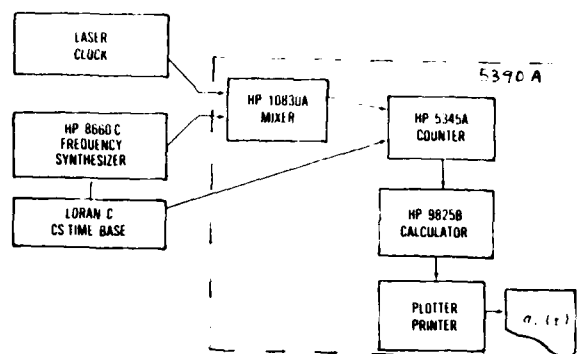 LASER
CLOCK
5390 A
HP 10830A
MIXER
HP 5345A
COUNTER
HP 8660 C
FREQUENCY
SYNTHESIZER
LORAN C
CS TIME BASE
HP 9825B
CALCULATOR
PLOTTER
PRINTER